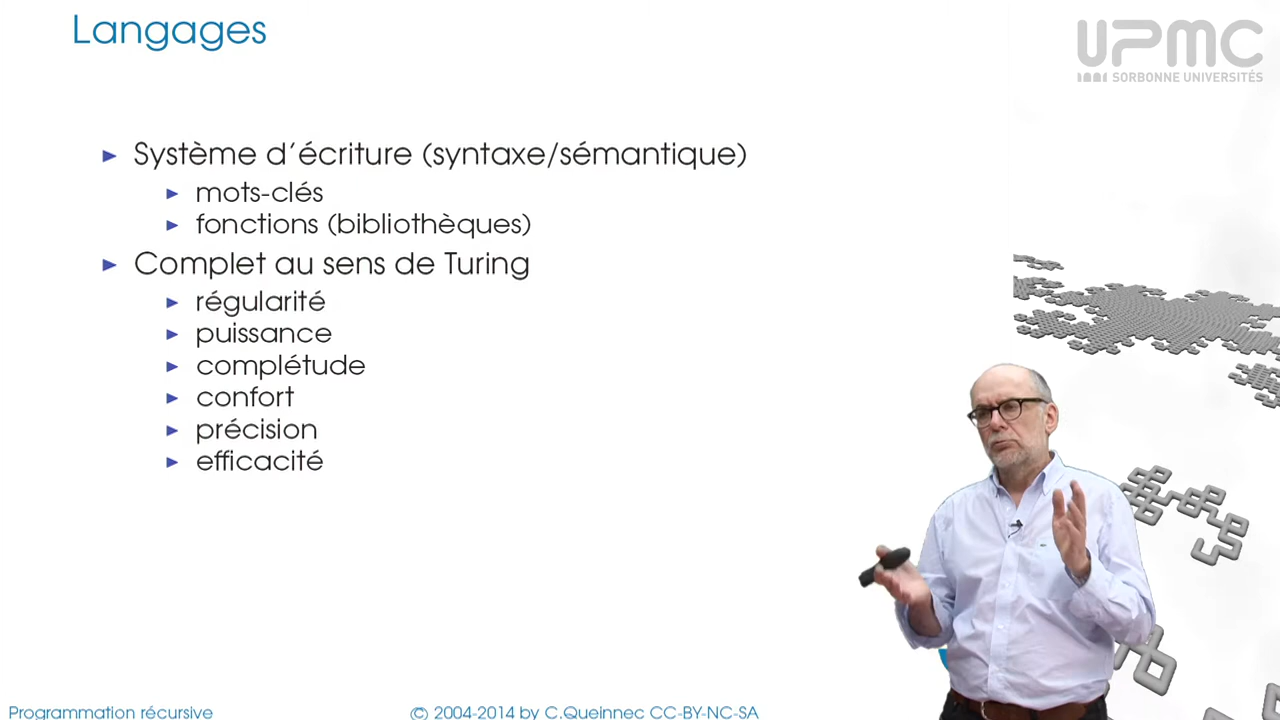 Langages
UPMC
SORBONNE UNIVERSITÉS
Système d'écriture (syntaxe/sémantique)
mots-clés
fonctions (bibliothèques)
Complet au sens de Turing
régularité
puissance
complétude
confort
précision
efficacité
Programmation récursive
© 2004-2014 by C.Queinnec CC-BY-NC-SA